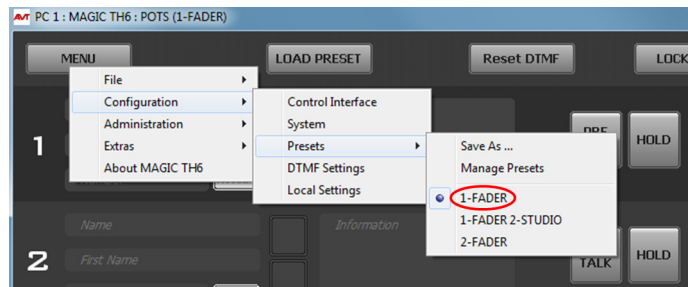 AVT PC 1 : MAGIC TH6 : POTS (1-FADER)
MENU LOAD PRESET Reset DTMF LOCK
File
Configuration Control Interface
Administration System
1 Extras Presets Save As ... HOLD
About MAGIC TH6 DTMF Settings Manage Presets
Local Settings 1-FADER
Name Information 1-FADER 2-STUDIO
2-FADER
2 First Name TALK HOLD